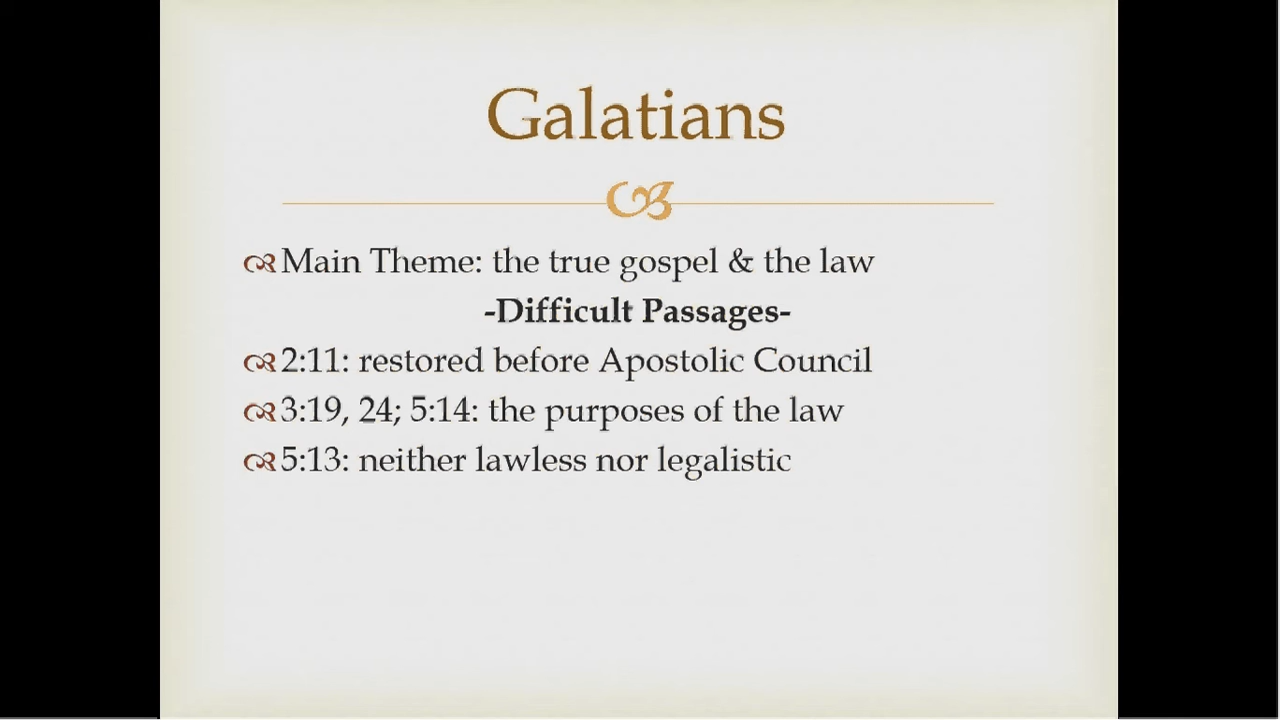 Galatians
Main Theme: the true gospel & the law
-Difficult Passages-
2:11: restored before Apostolic Council
3:19, 24; 5:14: the purposes of the law
5:13: neither lawless nor legalistic